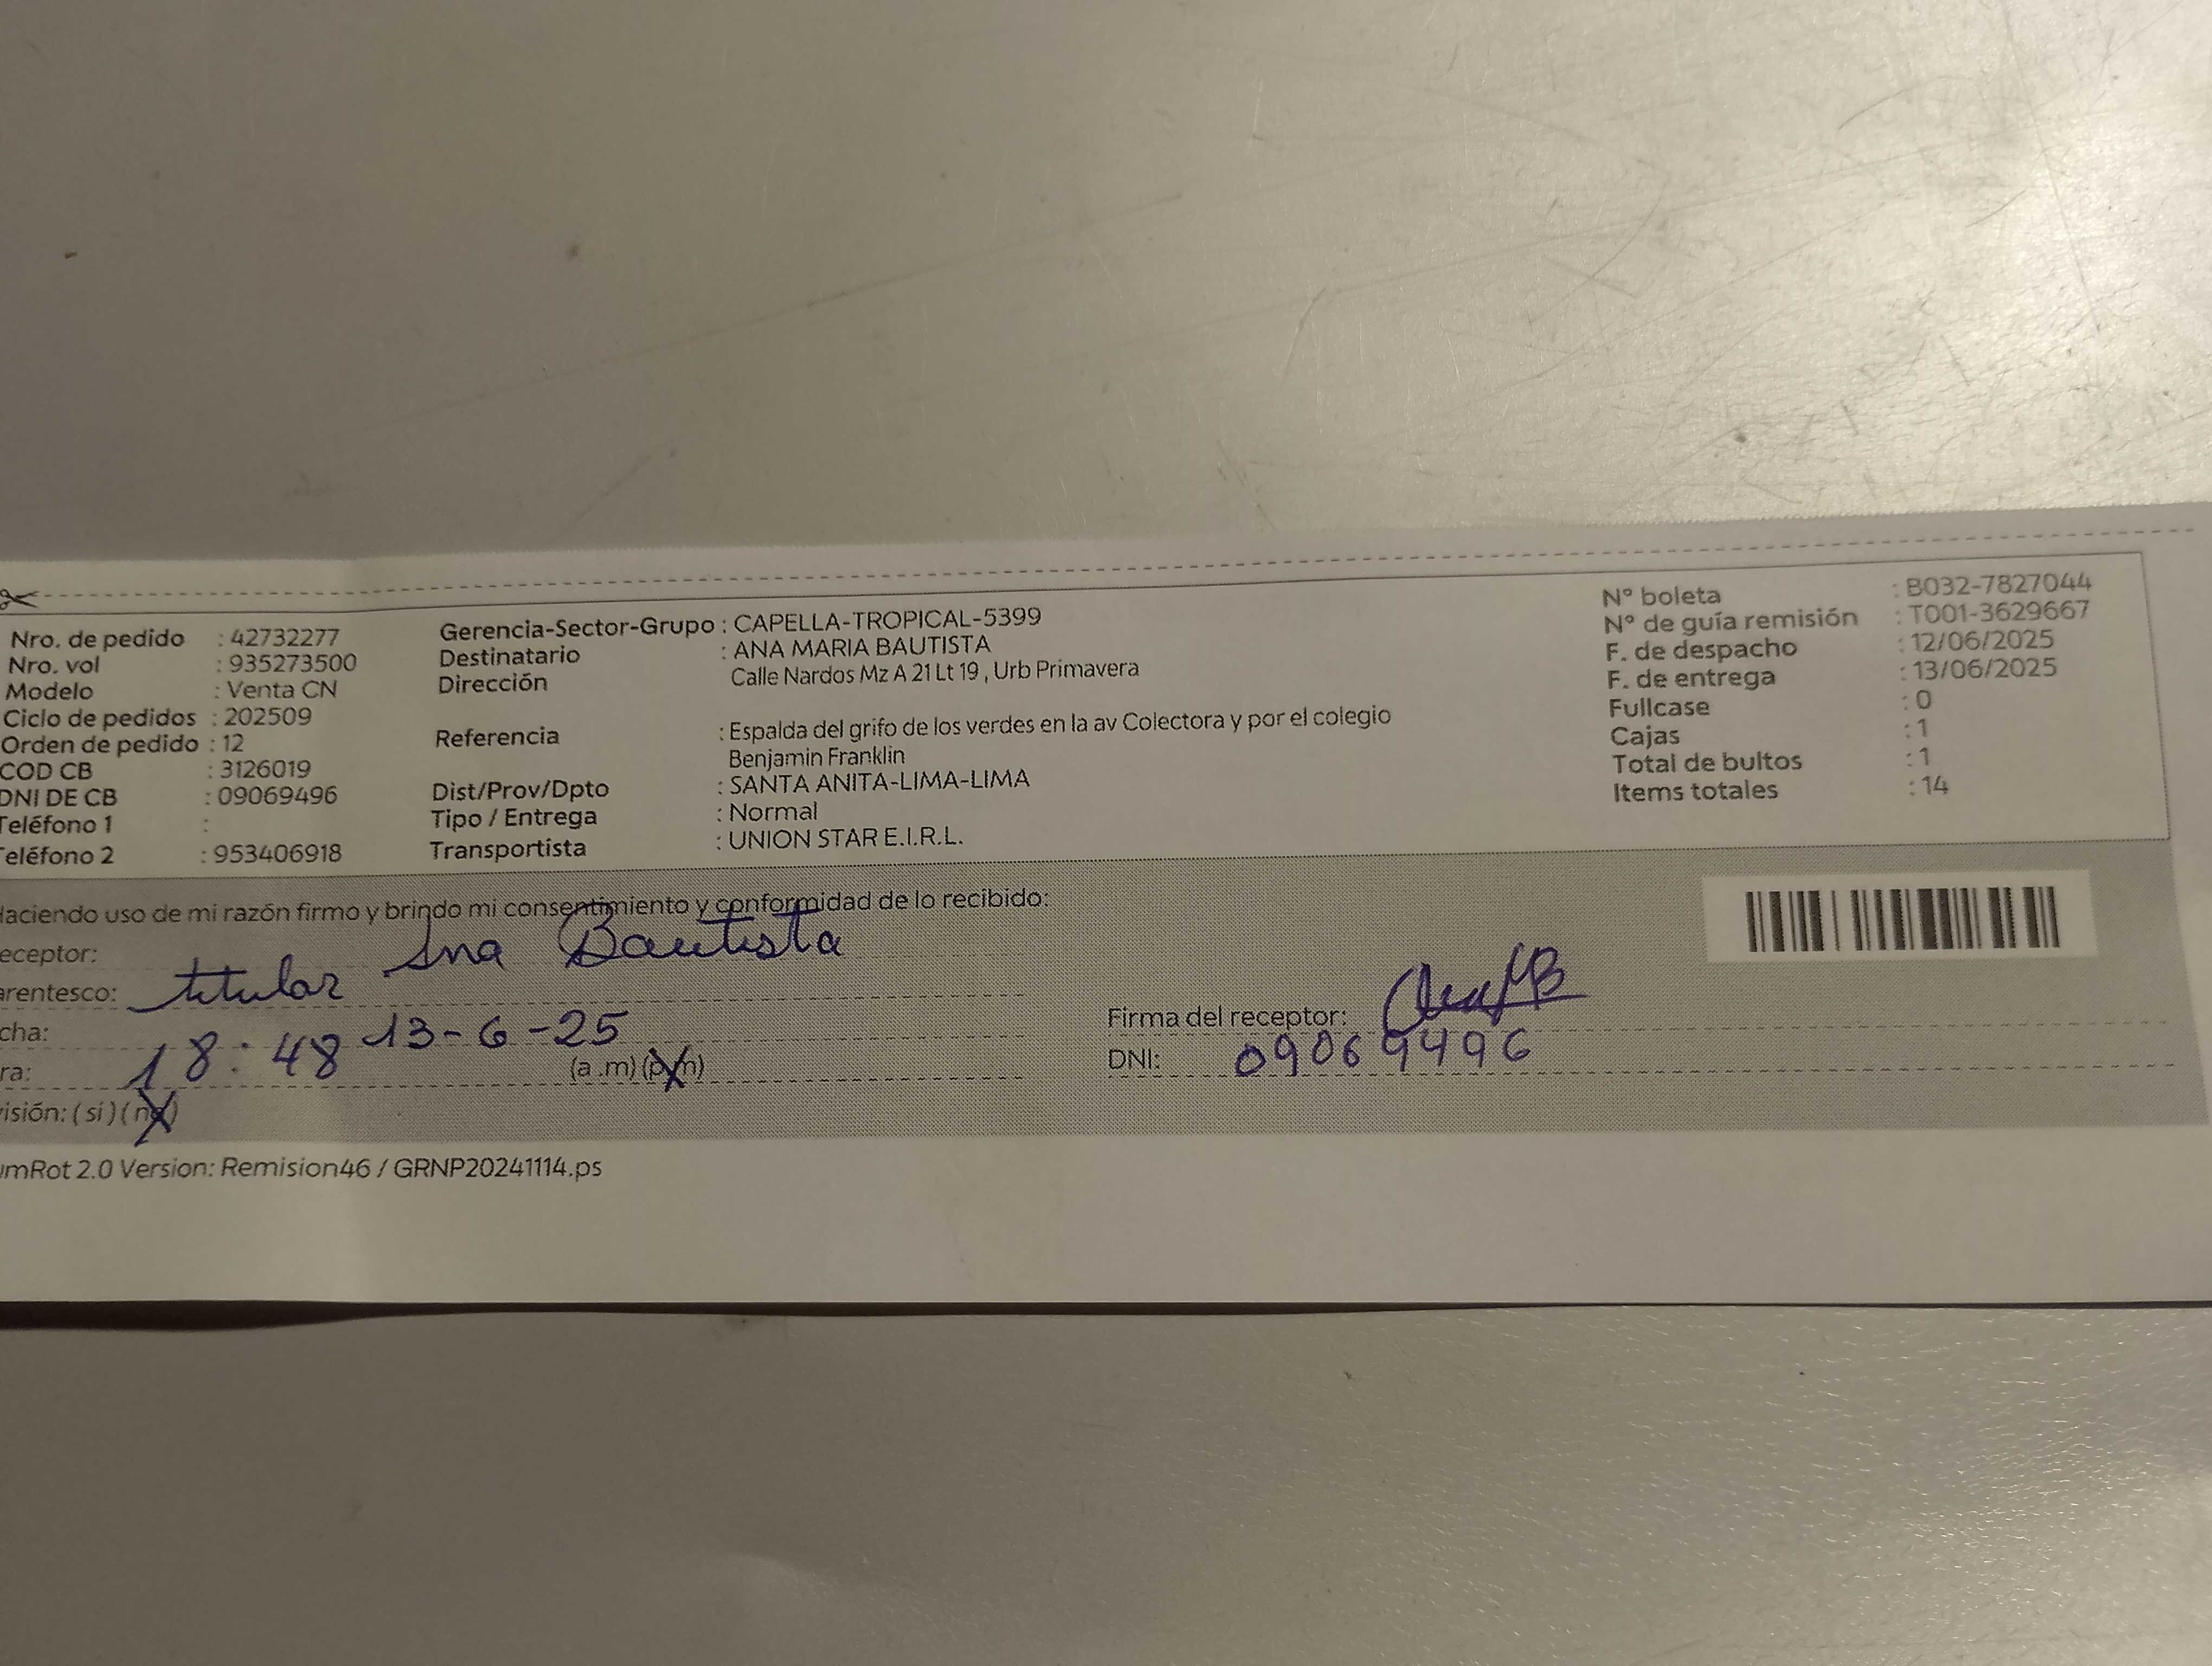 Nro. de pedido : 42732277
Nro. vol : 935273500
Modelo : Venta CN
Ciclo de pedidos : 202509
Orden de pedido : 12
COD CB : 3126019
DNI DE CB : 09069496
Teléfono 1 :
Teléfono 2 : 953406918
Gerencia-Sector-Grupo : CAPELLA-TROPICAL-5399
Destinatario : ANA MARIA BAUTISTA
Dirección Calle Nardos Mz A 21 Lt 19 , Urb Primavera
Referencia : Espalda del grifo de los verdes en la av Colectora y por el colegio
Benjamin Franklin
Dist/Prov/Dpto : SANTA ANITA-LIMA-LIMA
Tipo / Entrega : Normal
Transportista : UNION STAR E.I.R.L.
N° boleta : B032-7827044
N° de guía remisión : T001-3629667
F. de despacho : 12/06/2025
F. de entrega : 13/06/2025
Fullcase : 0
Cajas : 1
Total de bultos : 1
Items totales : 14
Haciendo uso de mi razón firmo y brindo mi consentimiento y conformidad de lo recibido:
eceptor: Ana Bautista
arentesco: titular
cha: 13-6-25
ra: 18:48 (a.m) (p.m)
visión: (si) (no)
Firma del receptor: Ana MB
DNI: 09069496
umRot 2.0 Version: Remision46 / GRNP20241114.ps